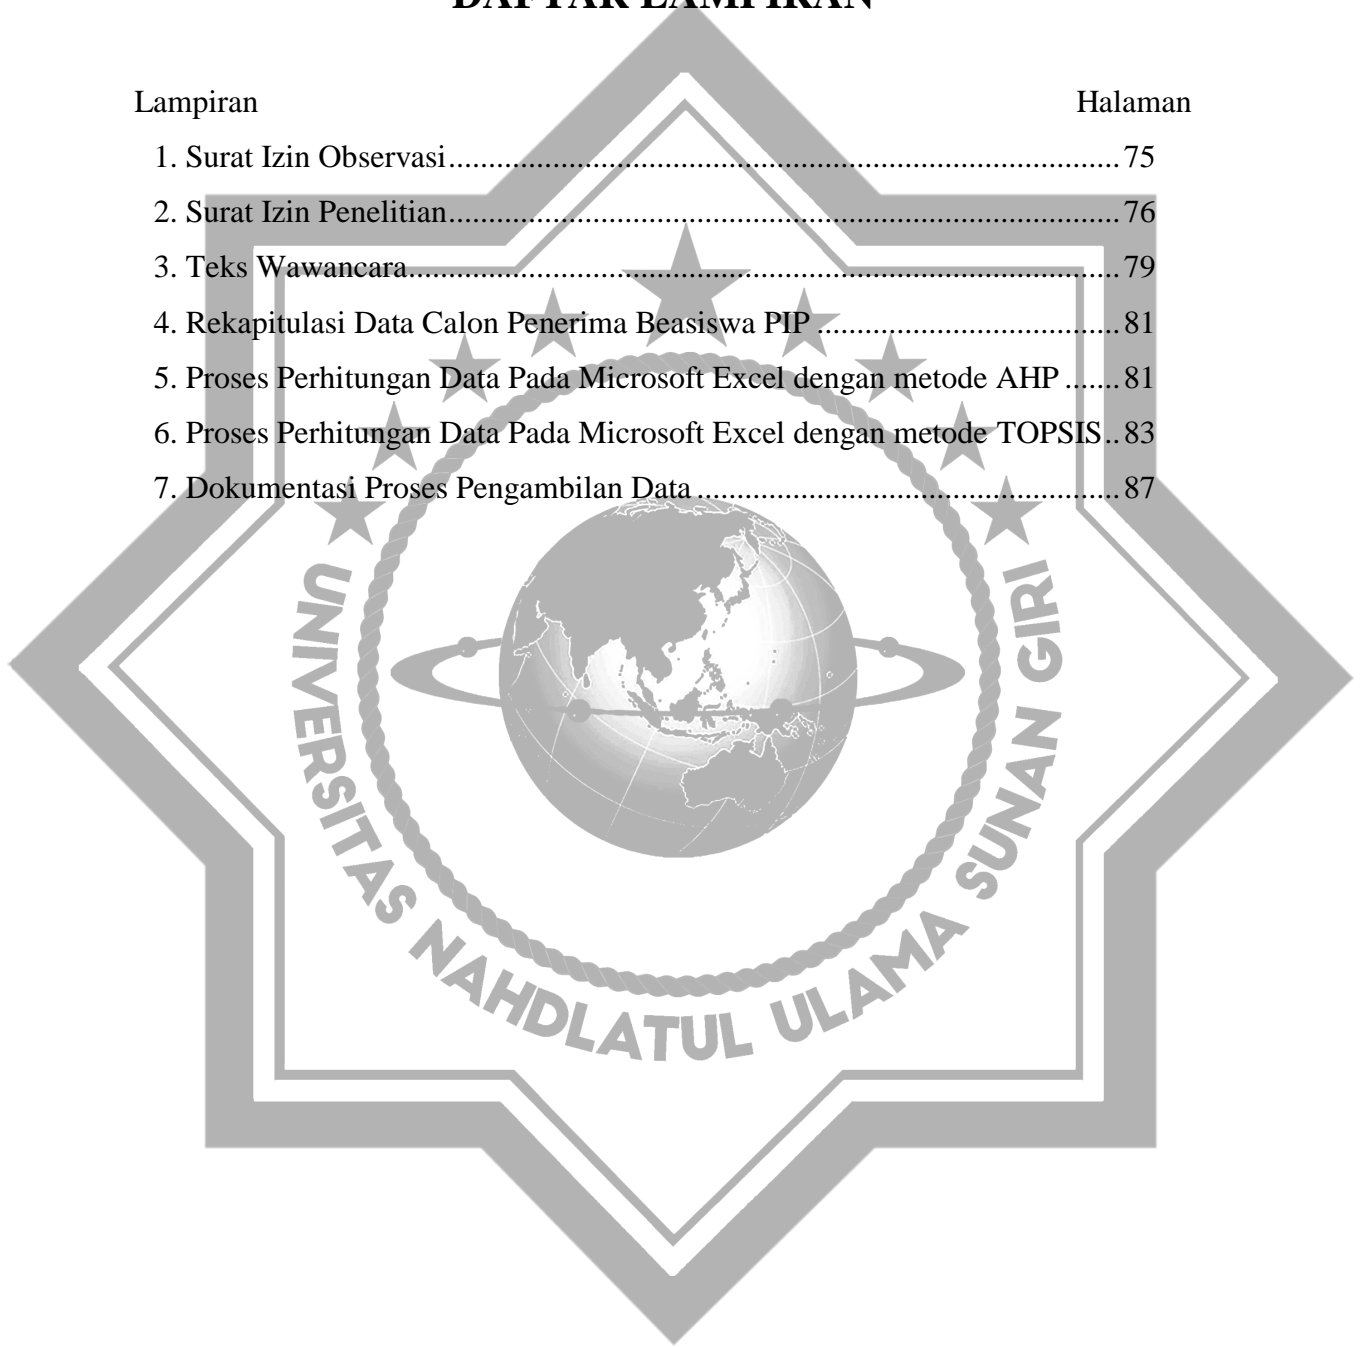 DAFTAR LAMPIRAN
Lampiran Halaman
1. Surat Izin Observasi.....................................................................................75
2. Surat Izin Penelitian.....................................................................................76
3. Teks Wawancara..........................................................................................79
4. Rekapitulasi Data Calon Penerima Beasiswa PIP ......................................81
5. Proses Perhitungan Data Pada Microsoft Excel dengan metode AHP .......81
6. Proses Perhitungan Data Pada Microsoft Excel dengan metode TOPSIS..83
7. Dokumentasi Proses Pengambilan Data .....................................................87
UNIVERSITAS NAHDLATUL ULAMA SUNAN GIRI